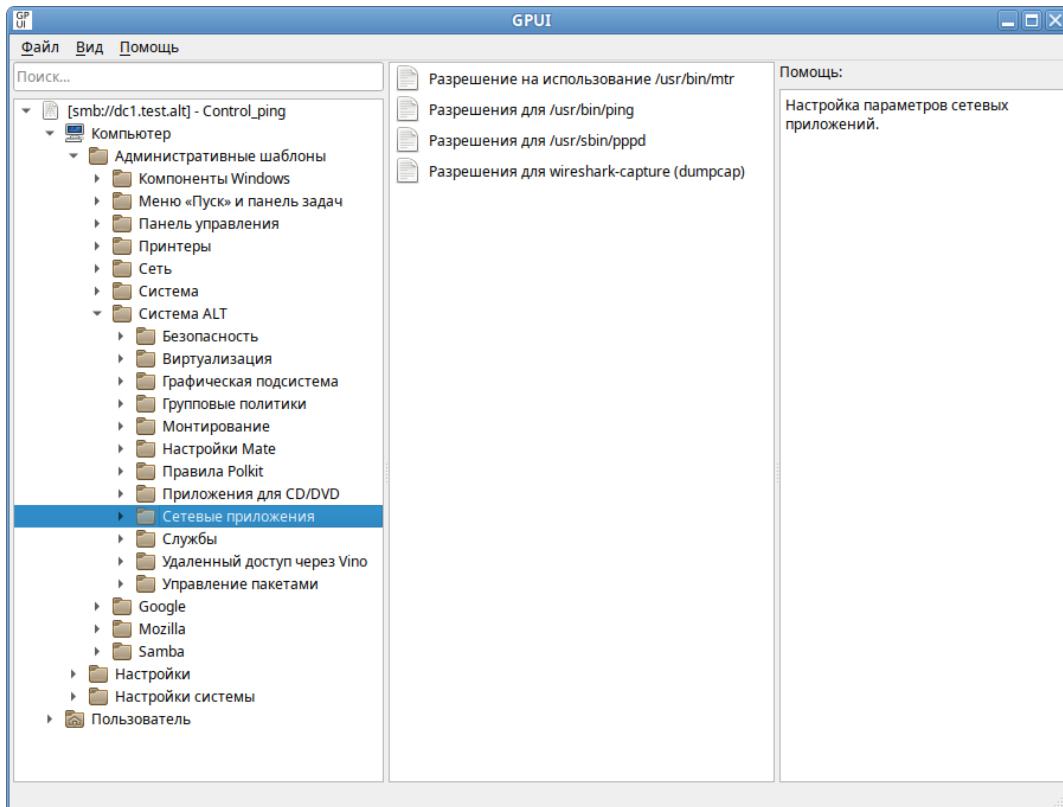 GP
UI
GPUI
Файл Вид Помощь
Поиск...
[smb://dc1.test.alt] - Control_ping
Компьютер
Административные шаблоны
Компоненты Windows
Меню «Пуск» и панель задач
Панель управления
Принтеры
Сеть
Система
Система ALT
Безопасность
Виртуализация
Графическая подсистема
Групповые политики
Монтирование
Настройки Mate
Правила Polkit
Приложения для CD/DVD
Сетевые приложения
Службы
Удаленный доступ через Vino
Управление пакетами
Google
Mozilla
Samba
Настройки
Настройки системы
Пользователь
Разрешение на использование /usr/bin/mtr
Разрешения для /usr/bin/ping
Разрешения для /usr/sbin/pppd
Разрешения для wireshark-capture (dumpcap)
Помощь:
Настройка параметров сетевых
приложений.